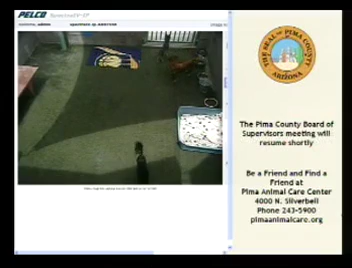 PELCO
THE SEAL OF PIMA COUNTY
ARIZONA
The Pima County Board of
Supervisors meeting will
resume shortly
Be a Friend and Find a
Friend at
Pima Animal Care Center
4000 N. Silverbell
Phone 243-5900
pimaanimalcare.org